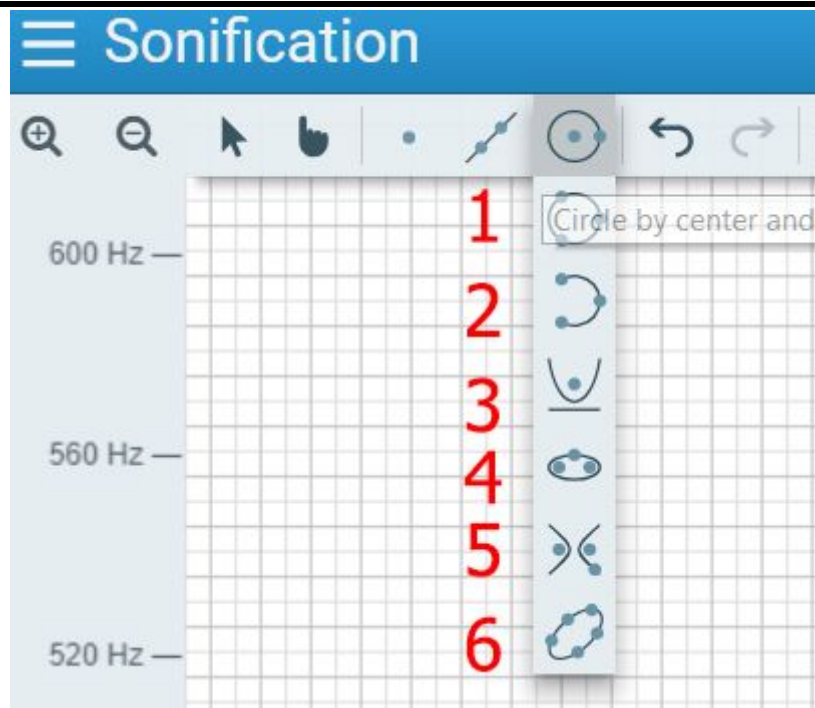 Sonification
Circle by center and
1
600 Hz
2
3
560 Hz
4
5
520 Hz
6